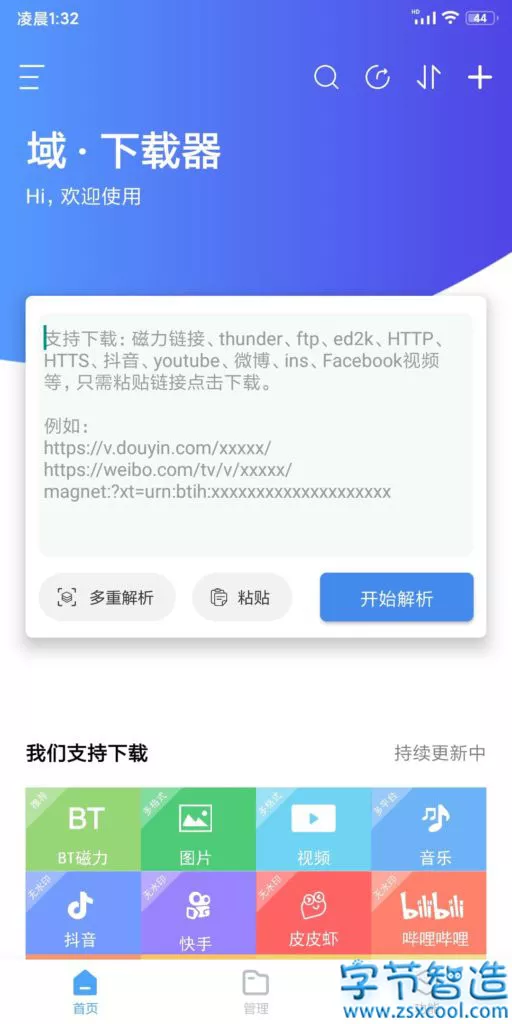 凌晨1:32
HD
44
域·下载器
Hi, 欢迎使用
支持下载: 磁力链接、thunder、ftp、ed2k、HTTP、
HTTS、抖音、youtube、微博、ins、Facebook视频
等, 只需粘贴链接点击下载。
例如:
https://v.douyin.com/xxxxx/
https://weibo.com/tv/v/xxxxx/
magnet:?xt=urn:btih:xxxxxxxxxxxxxxxxxxxx
多重解析
粘贴
开始解析
我们支持下载
持续更新中
推荐
BT
BT磁力
多格式
图片
多格式
视频
多平台
音乐
无水印
抖音
无水印
快手
无水印
皮皮虾
无水印
bilibili
哔哩哔哩
首页
管理
字节智造
www.zsxcool.com